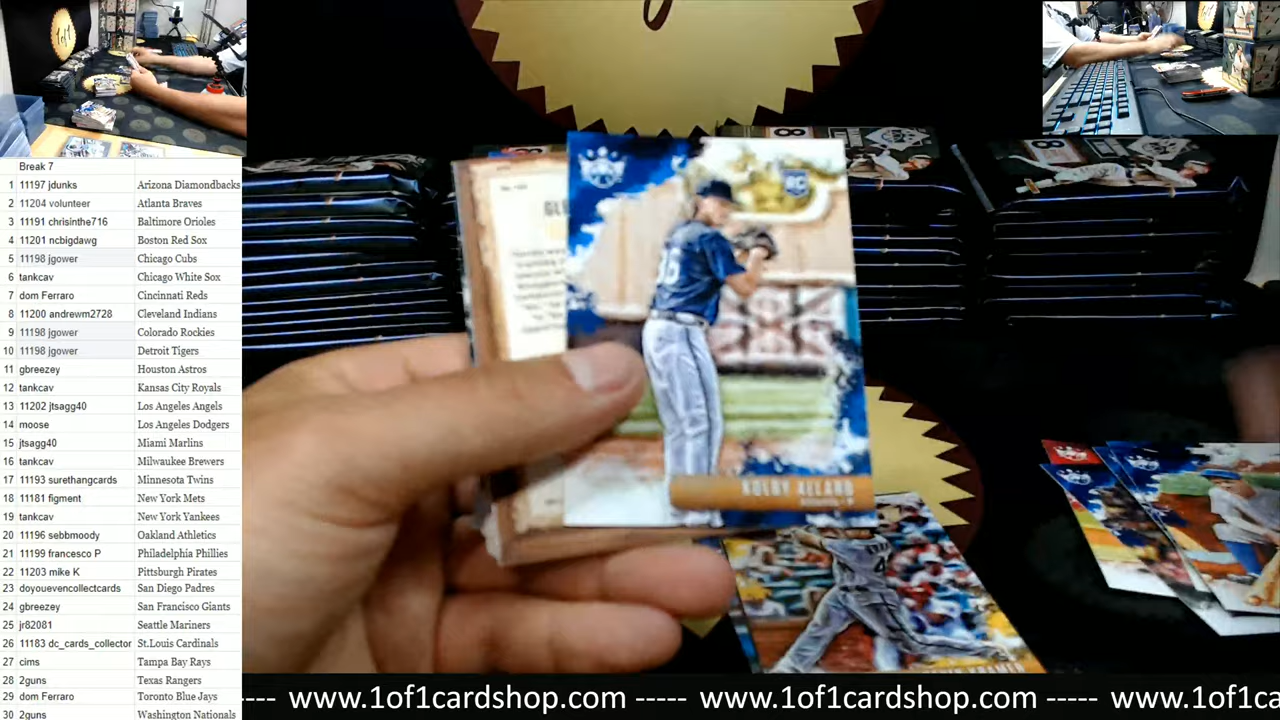 Break 7
1 11197 jdunks Arizona Diamondbacks
2 11204 volunteer Atlanta Braves
3 11191 chrisinthe716 Baltimore Orioles
4 11201 ncbigdawg Boston Red Sox
5 11198 jgower Chicago Cubs
6 tankcav Chicago White Sox
7 dom Ferraro Cincinnati Reds
8 11200 andrewm2728 Cleveland Indians
9 11198 jgower Colorado Rockies
10 11198 jgower Detroit Tigers
11 gbreezey Houston Astros
12 tankcav Kansas City Royals
13 11202 jtsagg40 Los Angeles Angels
14 moose Los Angeles Dodgers
15 jtsagg40 Miami Marlins
16 tankcav Milwaukee Brewers
17 11193 surethangcards Minnesota Twins
18 11181 figment New York Mets
19 tankcav New York Yankees
20 11196 sebbmoody Oakland Athletics
21 11199 francesco P Philadelphia Phillies
22 11203 mike K Pittsburgh Pirates
23 doyouevencollectcards San Diego Padres
24 gbreezey San Francisco Giants
25 jr82081 Seattle Mariners
26 11183 dc_cards_collector St.Louis Cardinals
27 cims Tampa Bay Rays
28 2guns Texas Rangers
29 dom Ferraro Toronto Blue Jays
30 2guns Washington Nationals
RC
KOLBY ALLARD
---- www.1of1cardshop.com ----- www.1of1cardshop.com ----- www.1of1ca